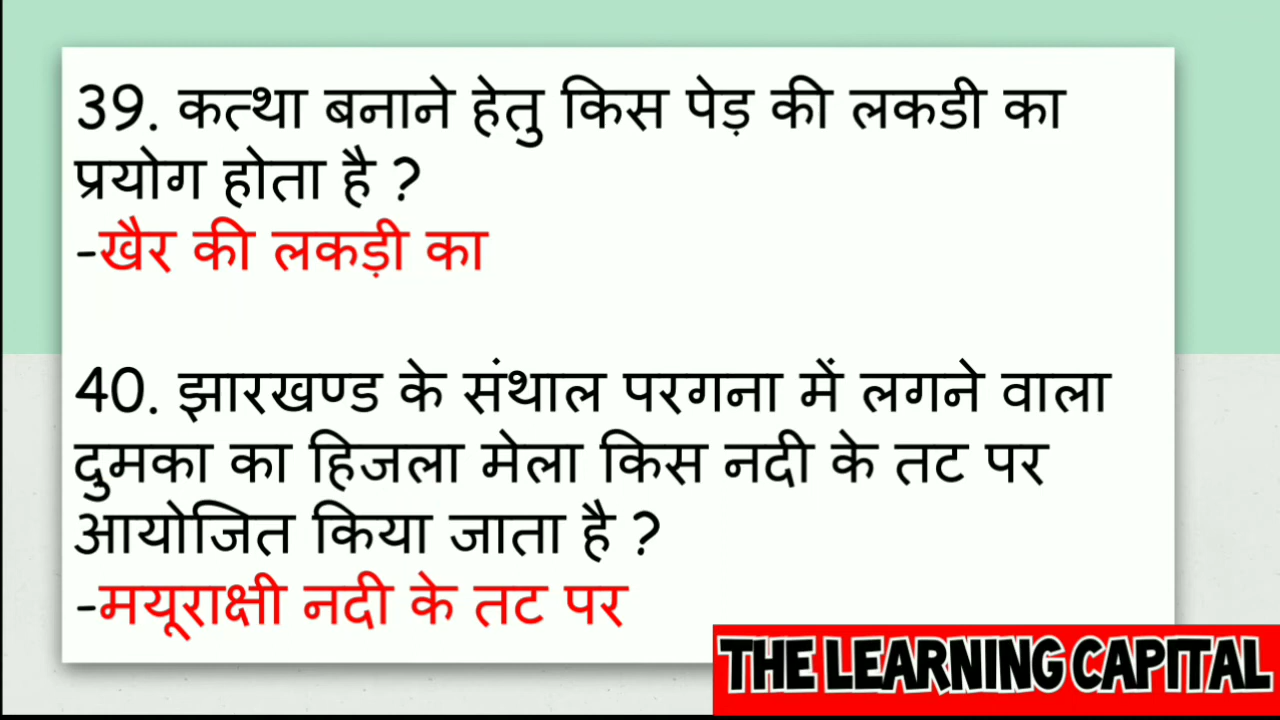 39. कत्था बनाने हेतु किस पेड़ की लकडी का
प्रयोग होता है ?
-खैर की लकड़ी का
40. झारखण्ड के संथाल परगना में लगने वाला
दुमका का हिजला मेला किस नदी के तट पर
आयोजित किया जाता है ?
-मयूराक्षी नदी के तट पर
THE LEARNING CAPITAL